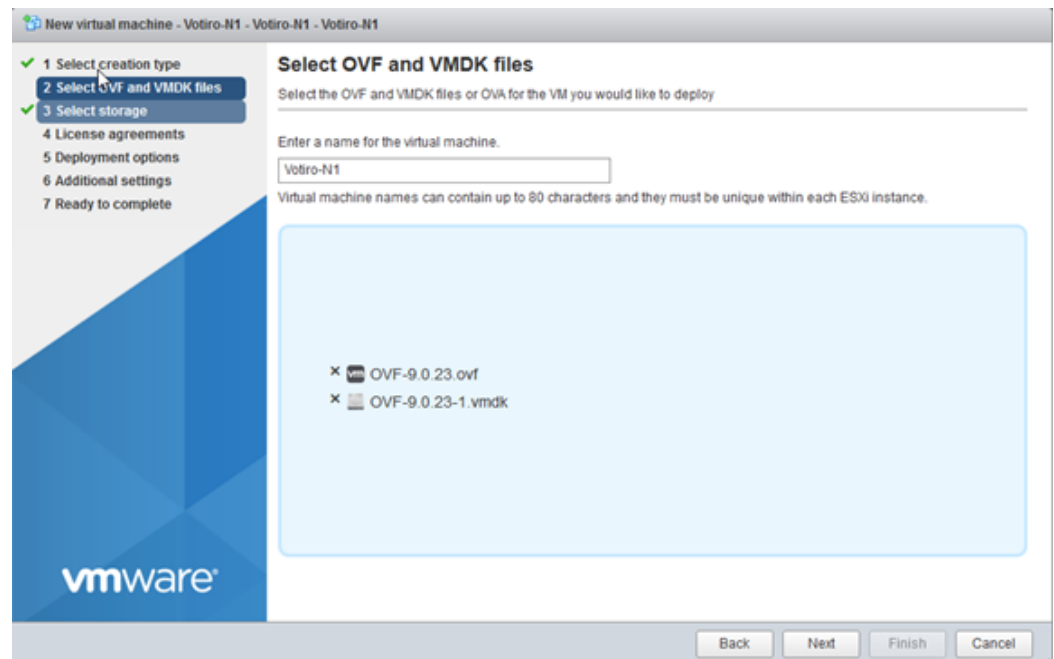 New virtual machine - Votiro-N1 - Votiro-N1 - Votiro-N1
1 Select creation type
2 Select OVF and VMDK files
3 Select storage
4 License agreements
5 Deployment options
6 Additional settings
7 Ready to complete
Select OVF and VMDK files
Select the OVF and VMDK files or OVA for the VM you would like to deploy
Enter a name for the virtual machine.
Votiro-N1
Virtual machine names can contain up to 80 characters and they must be unique within each ESXi instance.
vm OVF-9.0.23.ovf
OVF-9.0.23-1.vmdk
vmware®
Back Next Finish Cancel